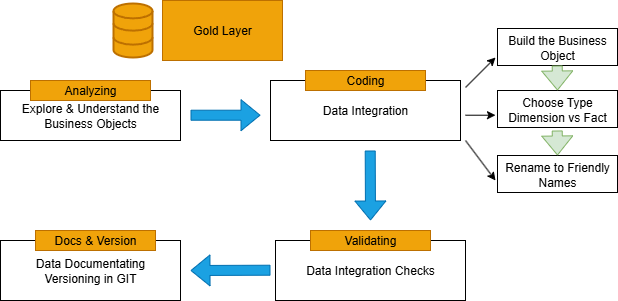 Gold Layer
Analyzing
Explore & Understand the
Business Objects
Coding
Data Integration
Build the Business
Object
Choose Type
Dimension vs Fact
Rename to Friendly
Names
Validating
Data Integration Checks
Docs & Version
Data Documentating
Versioning in GIT